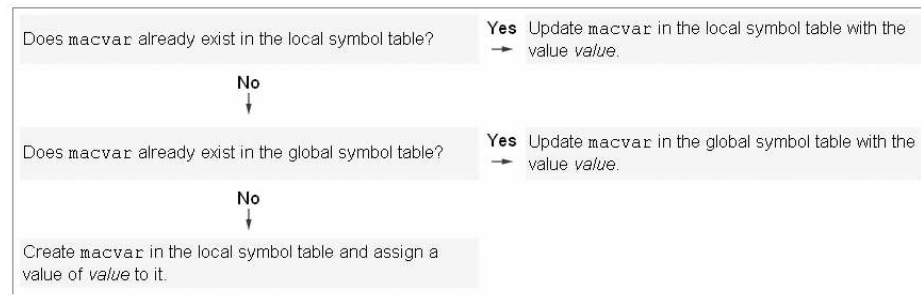 Does macvar already exist in the local symbol table?
Yes
Update macvar in the local symbol table with the
value value.
No
Does macvar already exist in the global symbol table?
Yes
Update macvar in the global symbol table with the
value value.
No
Create macvar in the local symbol table and assign a
value of value to it.